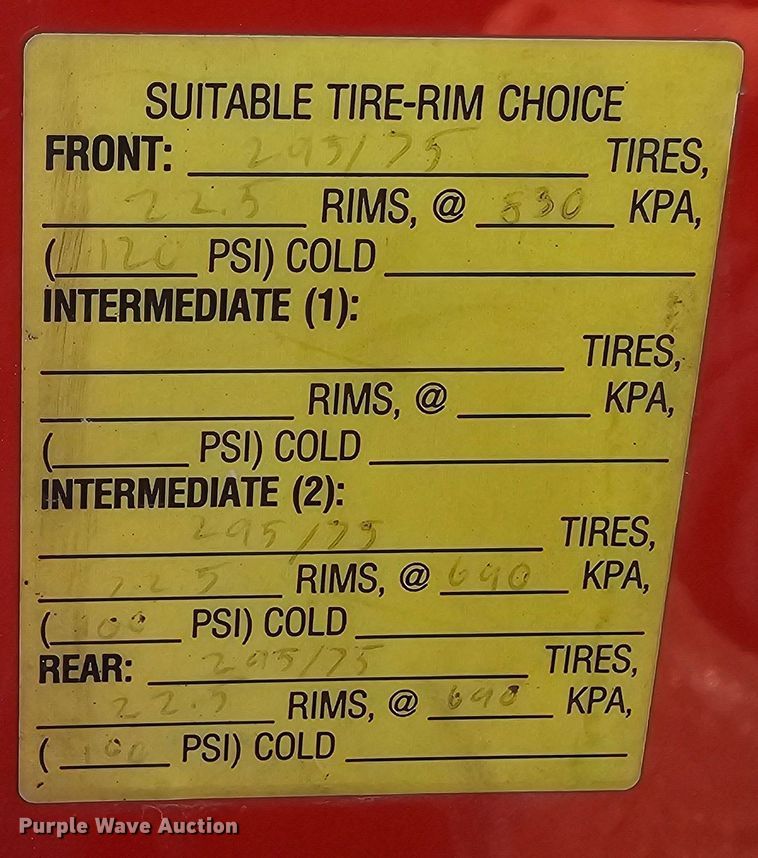 SUITABLE TIRE-RIM CHOICE
FRONT: 295/75 TIRES,
22.5 RIMS, @ 830 KPA,
(120 PSI) COLD
INTERMEDIATE (1):
TIRES,
RIMS, @ KPA,
( PSI) COLD
INTERMEDIATE (2):
295/75 TIRES,
22.5 RIMS, @ 690 KPA,
(100 PSI) COLD
REAR: 295/75 TIRES,
22.5 RIMS, @ 690 KPA,
(100 PSI) COLD
Purple Wave Auction